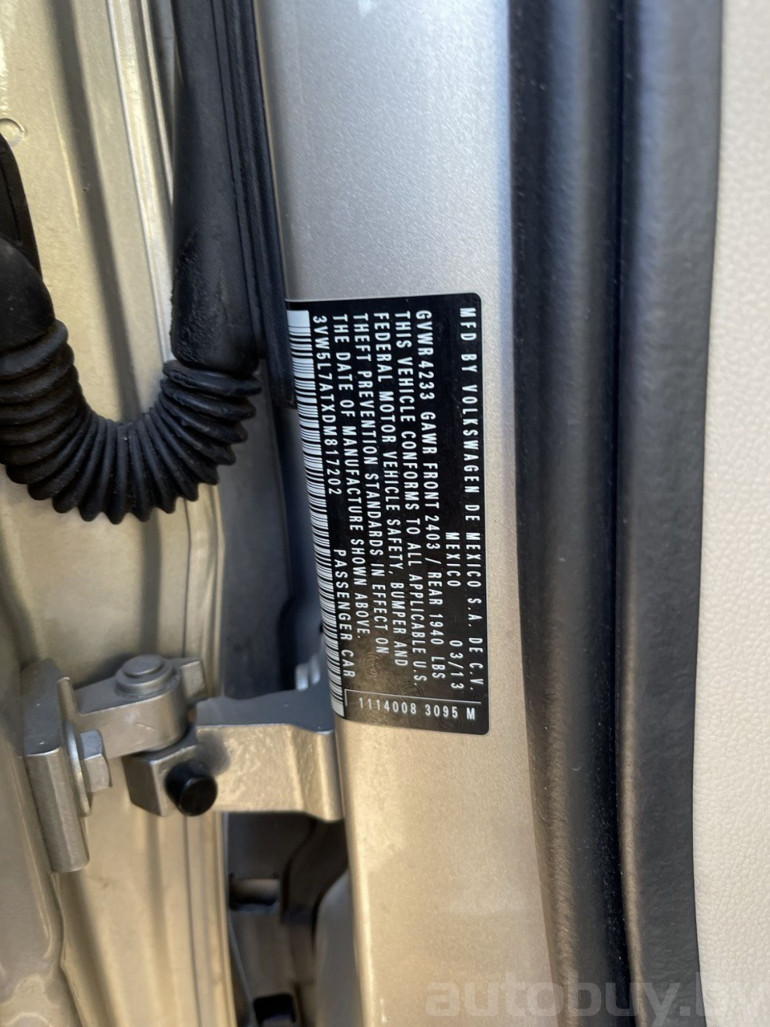 MFD BY VOLKSWAGEN DE MEXICO S.A. DE C.V.
MEXICO 03/13
GVWR 4233 GAWR FRONT 2403 / REAR 1940 LBS
THIS VEHICLE CONFORMS TO ALL APPLICABLE U.S.
FEDERAL MOTOR VEHICLE SAFETY, BUMPER AND
THEFT PREVENTION STANDARDS IN EFFECT ON
THE DATE OF MANUFACTURE SHOWN ABOVE.
3VW5L7ATXDM817202 PASSENGER CAR
1114008 3095 M
autobuy.by